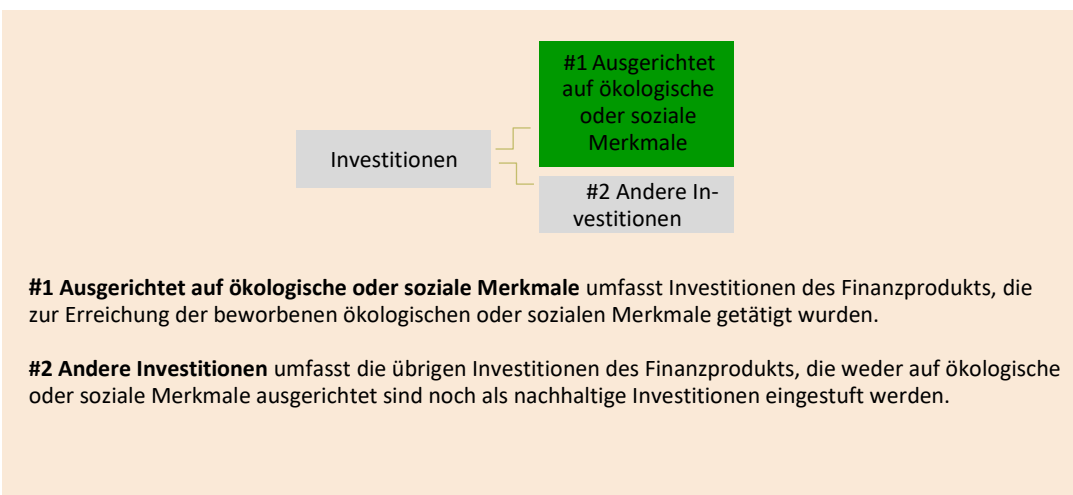 #1 Ausgerichtet
auf ökologische
oder soziale
Merkmale
Investitionen
#2 Andere In-
vestitionen
#1 Ausgerichtet auf ökologische oder soziale Merkmale umfasst Investitionen des Finanzprodukts, die
zur Erreichung der beworbenen ökologischen oder sozialen Merkmale getätigt wurden.
#2 Andere Investitionen umfasst die übrigen Investitionen des Finanzprodukts, die weder auf ökologische
oder soziale Merkmale ausgerichtet sind noch als nachhaltige Investitionen eingestuft werden.